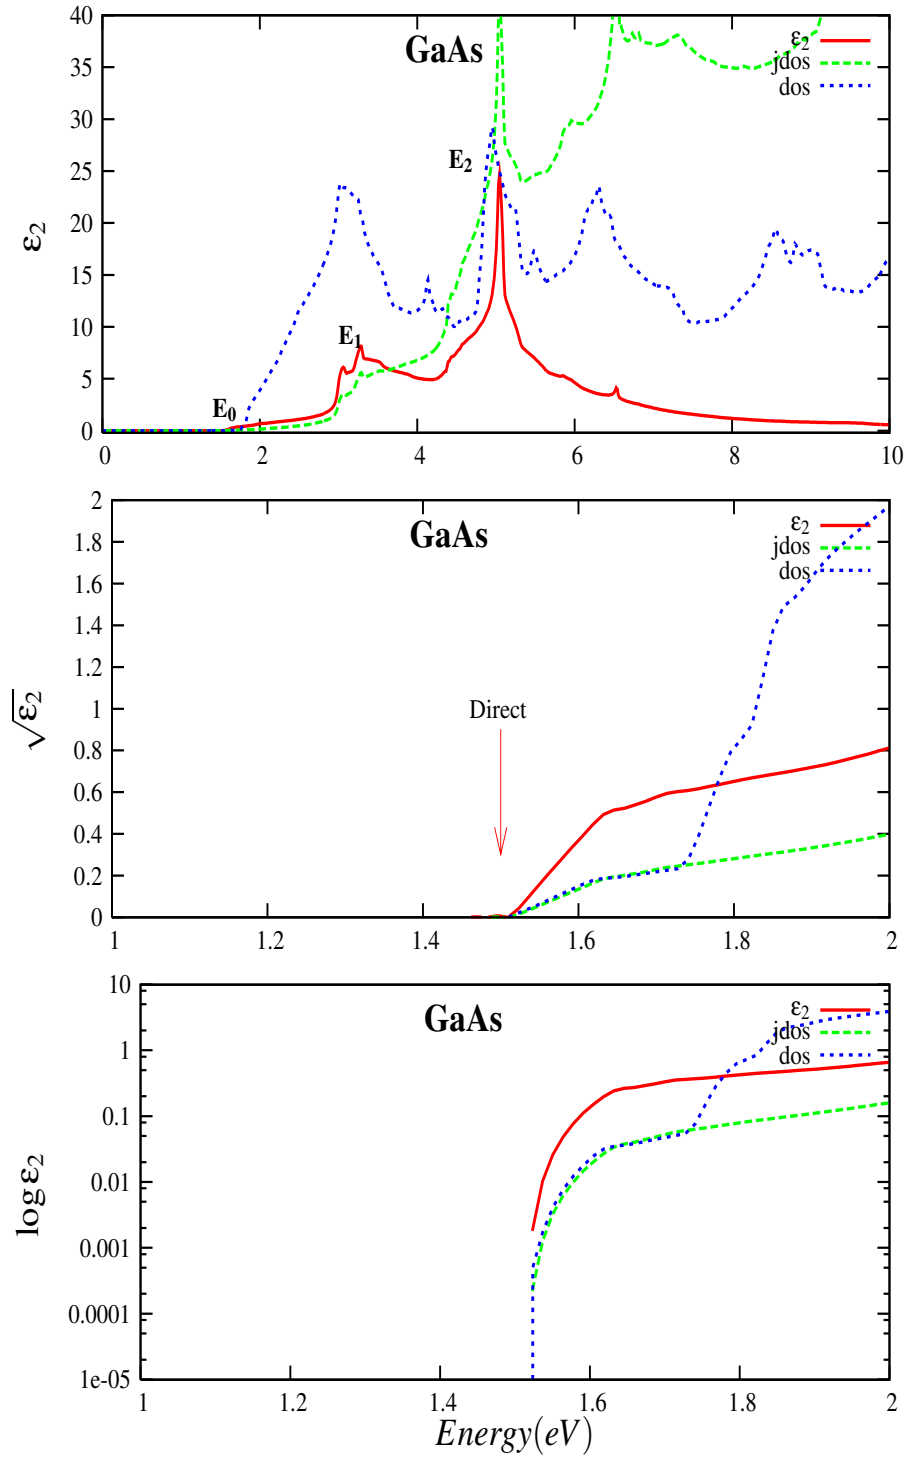 40
35
30
25
20
15
10
5
0
ε2
GaAs
ε2
jdos
dos
E2
E1
E0
0 2 4 6 8 10
2
1.8
1.6
1.4
1.2
1
0.8
0.6
0.4
0.2
0
√ε2
GaAs
ε2
jdos
dos
Direct
1 1.2 1.4 1.6 1.8 2
10
1
0.1
0.01
0.001
0.0001
1e-05
log ε2
GaAs
ε2
jdos
dos
1 1.2 1.4 1.6 1.8 2
Energy(eV)